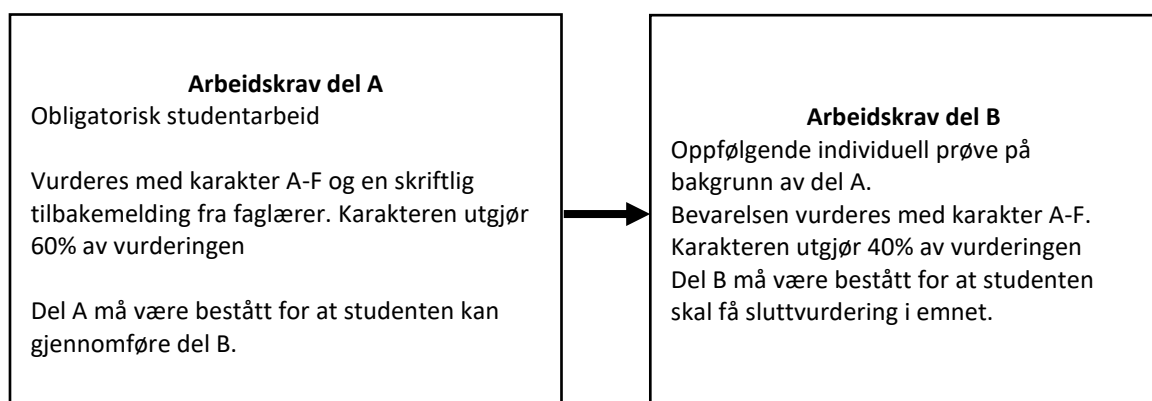 Arbeidskrav del A
Obligatorisk studentarbeid
Vurderes med karakter A-F og en skriftlig
tilbakemelding fra faglærer. Karakteren utgjør
60% av vurderingen
Del A må være bestått for at studenten kan
gjennomføre del B.
Arbeidskrav del B
Oppfølgende individuell prøve på
bakgrunn av del A.
Bevarelsen vurderes med karakter A-F.
Karakteren utgjør 40% av vurderingen
Del B må være bestått for at studenten
skal få sluttvurdering i emnet.